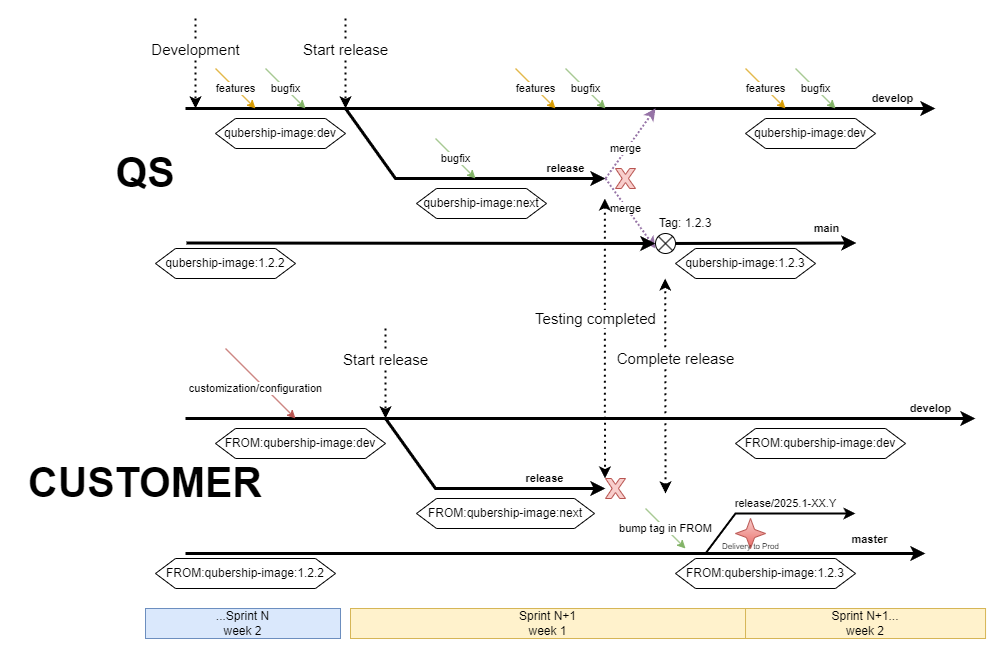 Development
Start release
features
bugfix
features
bugfix
features
bugfix
develop
qubership-image:dev
qubership-image:dev
QS
bugfix
merge
release
qubership-image:next
merge
Tag: 1.2.3
main
qubership-image:1.2.2
qubership-image:1.2.3
Testing completed
Start release
Complete release
customization/configuration
develop
FROM:qubership-image:dev
FROM:qubership-image:dev
CUSTOMER
release
FROM:qubership-image:next
release/2025.1-XX.Y
bump tag in FROM
Delivery to Prod
master
FROM:qubership-image:1.2.2
FROM:qubership-image:1.2.3
...Sprint N
week 2
Sprint N+1
week 1
Sprint N+1...
week 2